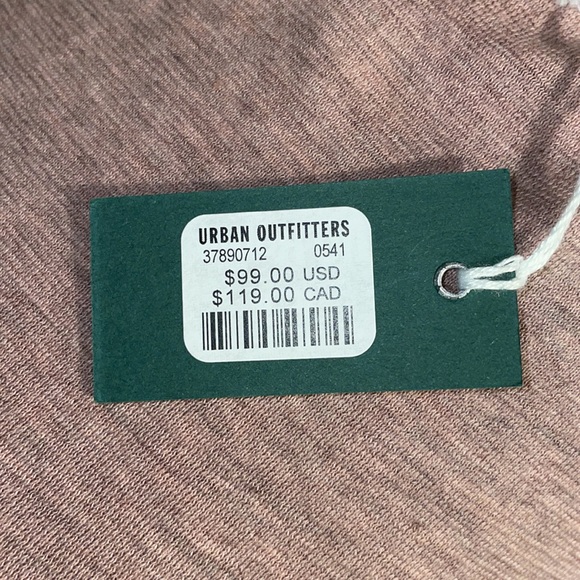 URBAN OUTFITTERS
37890712 0541
$99.00 USD
$119.00 CAD